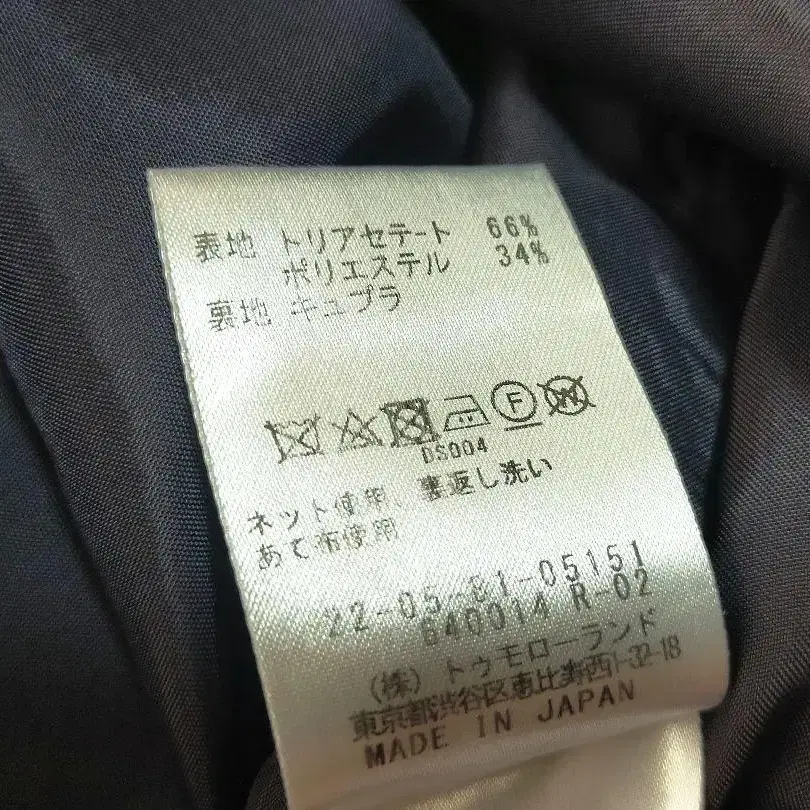 表地 トリアセテート 66%
ポリエステル 34%
裏地 キュプラ
F W
DS004
ネット使用、裏返し洗い
あて布使用
22-05-81-05151
640014 R-02
(株) トゥモローランド
東京都渋谷区恵比寿西1-32-18
MADE IN JAPAN